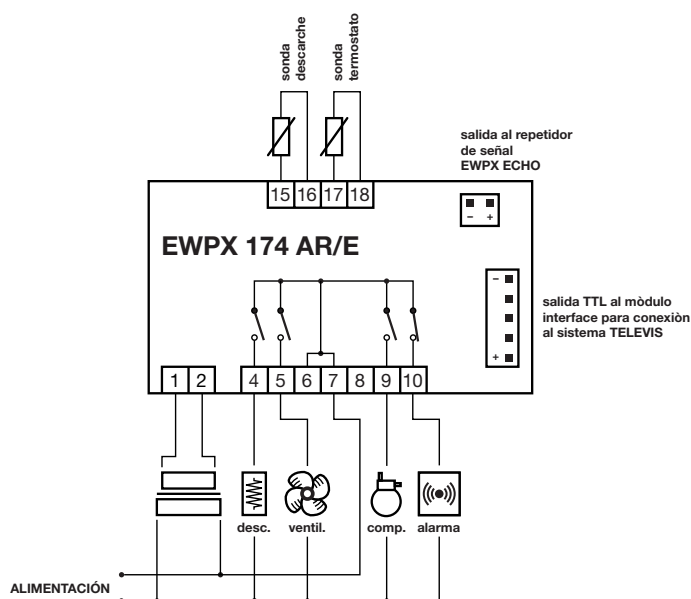 sonda
descarche
sonda
termostato
salida al repetidor
de señal
EWPX ECHO
15 16 17 18
- +
EWPX 174 AR/E
-
salida TTL al mòdulo
interface para conexiòn
al sistema TELEVIS
+
1 2 4 5 6 7 8 9 10
desc. ventil. comp. alarma
ALIMENTACIÓN